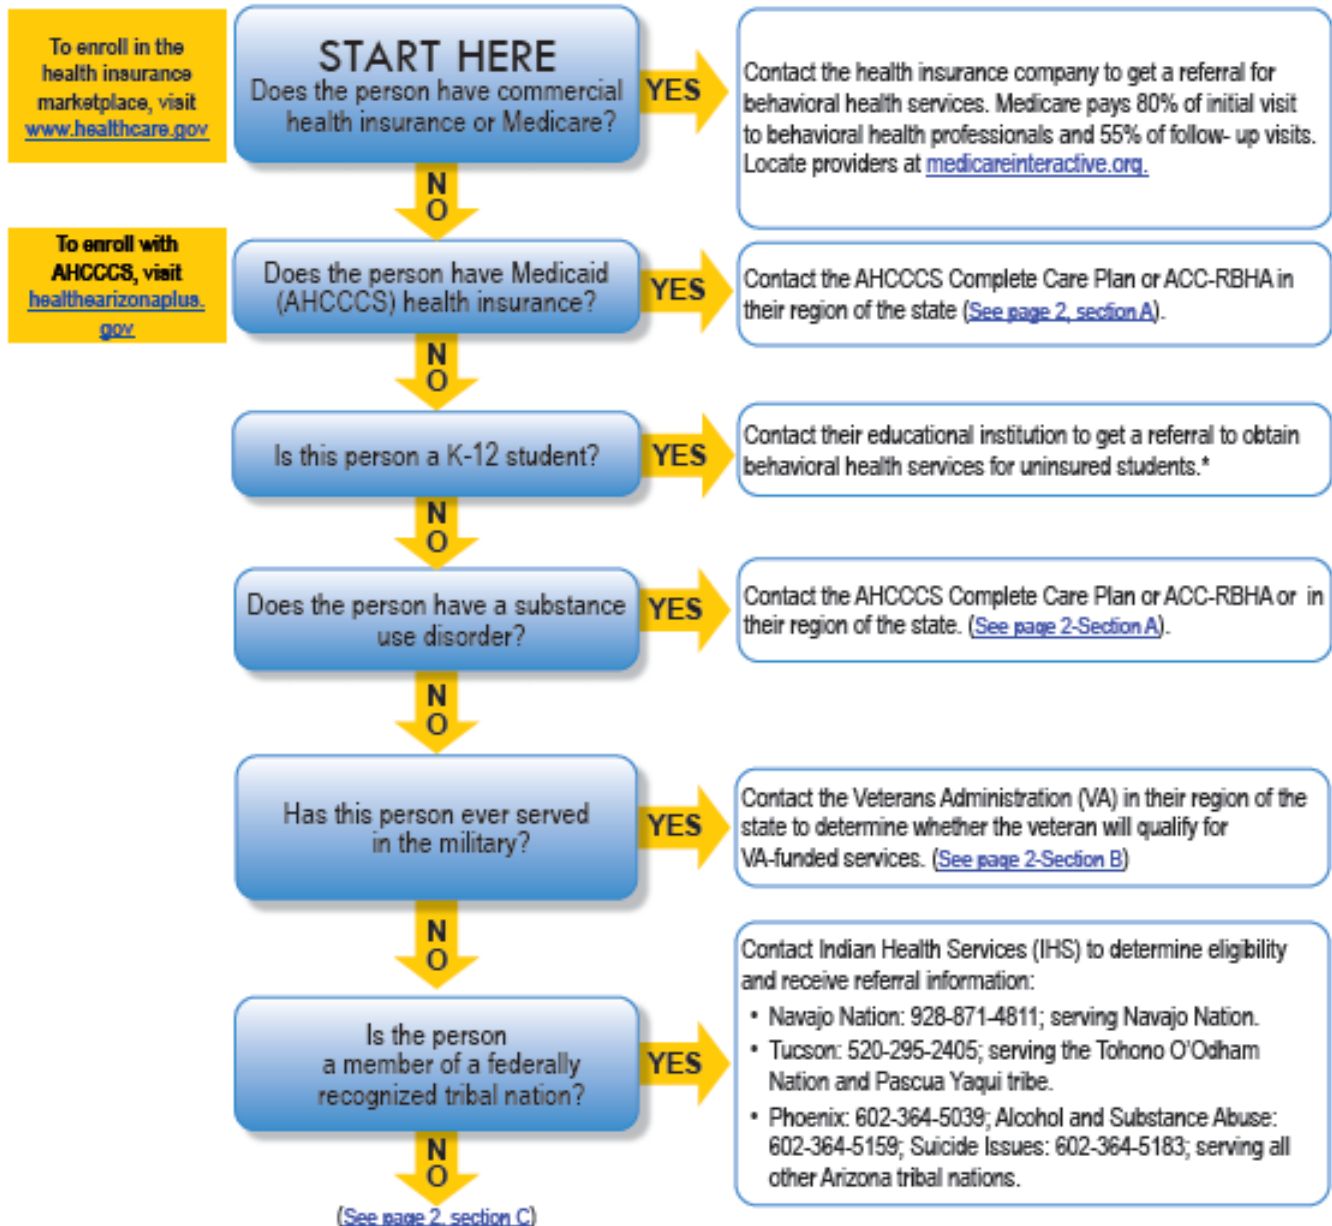 To enroll in the
health insurance
marketplace, visit
www.healthcare.gov
START HERE
Does the person have commercial
health insurance or Medicare?
YES
Contact the health insurance company to get a referral for
behavioral health services. Medicare pays 80% of initial visit
to behavioral health professionals and 55% of follow- up visits.
Locate providers at medicareinteractive.org.
N
O
To enroll with
AHCCCS, visit
healthearizonaplus.
gov
Does the person have Medicaid
(AHCCCS) health insurance?
YES
Contact the AHCCCS Complete Care Plan or ACC-RBHA in
their region of the state (See page 2, section A).
N
O
Is this person a K-12 student?
YES
Contact their educational institution to get a referral to obtain
behavioral health services for uninsured students.*
N
O
Does the person have a substance
use disorder?
YES
Contact the AHCCCS Complete Care Plan or ACC-RBHA or in
their region of the state. (See page 2-Section A).
N
O
Has this person ever served
in the military?
YES
Contact the Veterans Administration (VA) in their region of the
state to determine whether the veteran will qualify for
VA-funded services. (See page 2-Section B)
N
O
Is the person
a member of a federally
recognized tribal nation?
YES
Contact Indian Health Services (IHS) to determine eligibility
and receive referral information:
• Navajo Nation: 928-871-4811; serving Navajo Nation.
• Tucson: 520-295-2405; serving the Tohono O'Odham
Nation and Pascua Yaqui tribe.
• Phoenix: 602-364-5039; Alcohol and Substance Abuse:
602-364-5159; Suicide Issues: 602-364-5183; serving all
other Arizona tribal nations.
N
O
(See page 2, section C)